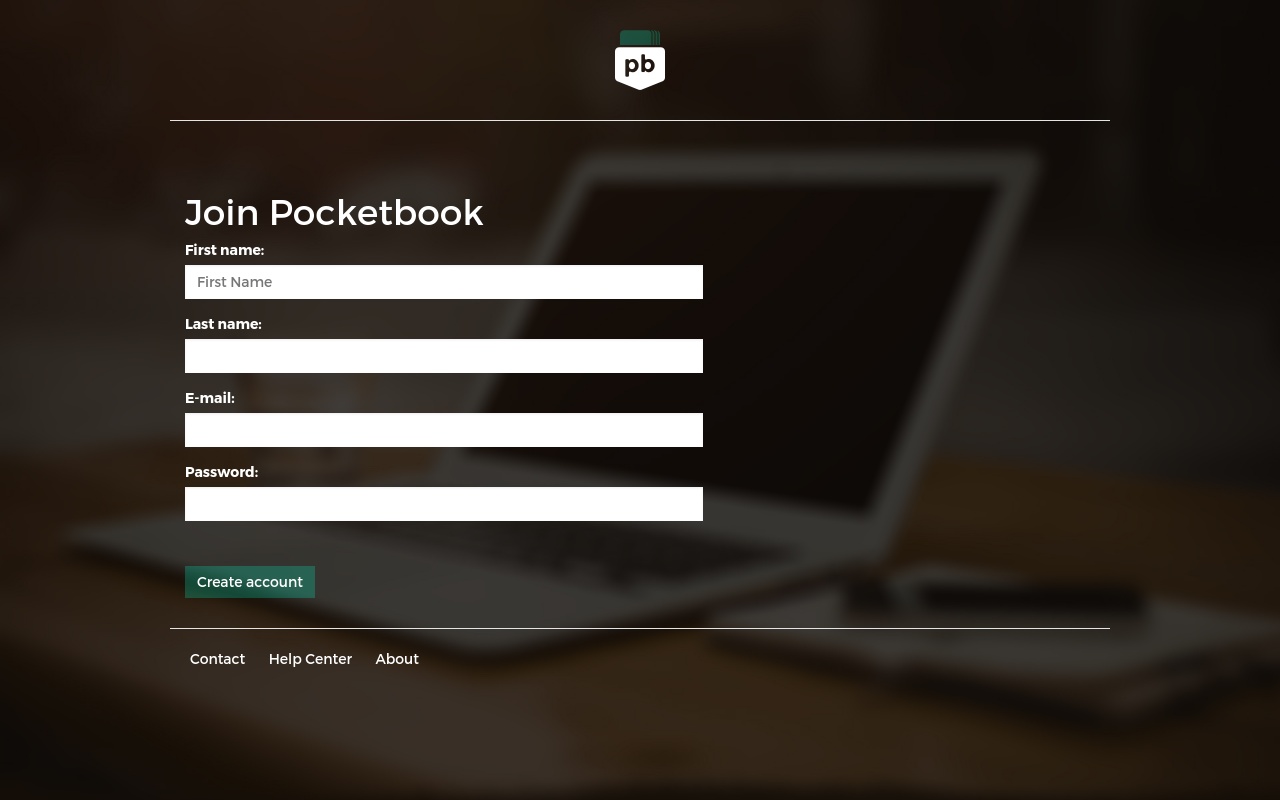 pb
Join Pocketbook
First name:
First Name
Last name:
E-mail:
Password:
Create account
Contact Help Center About